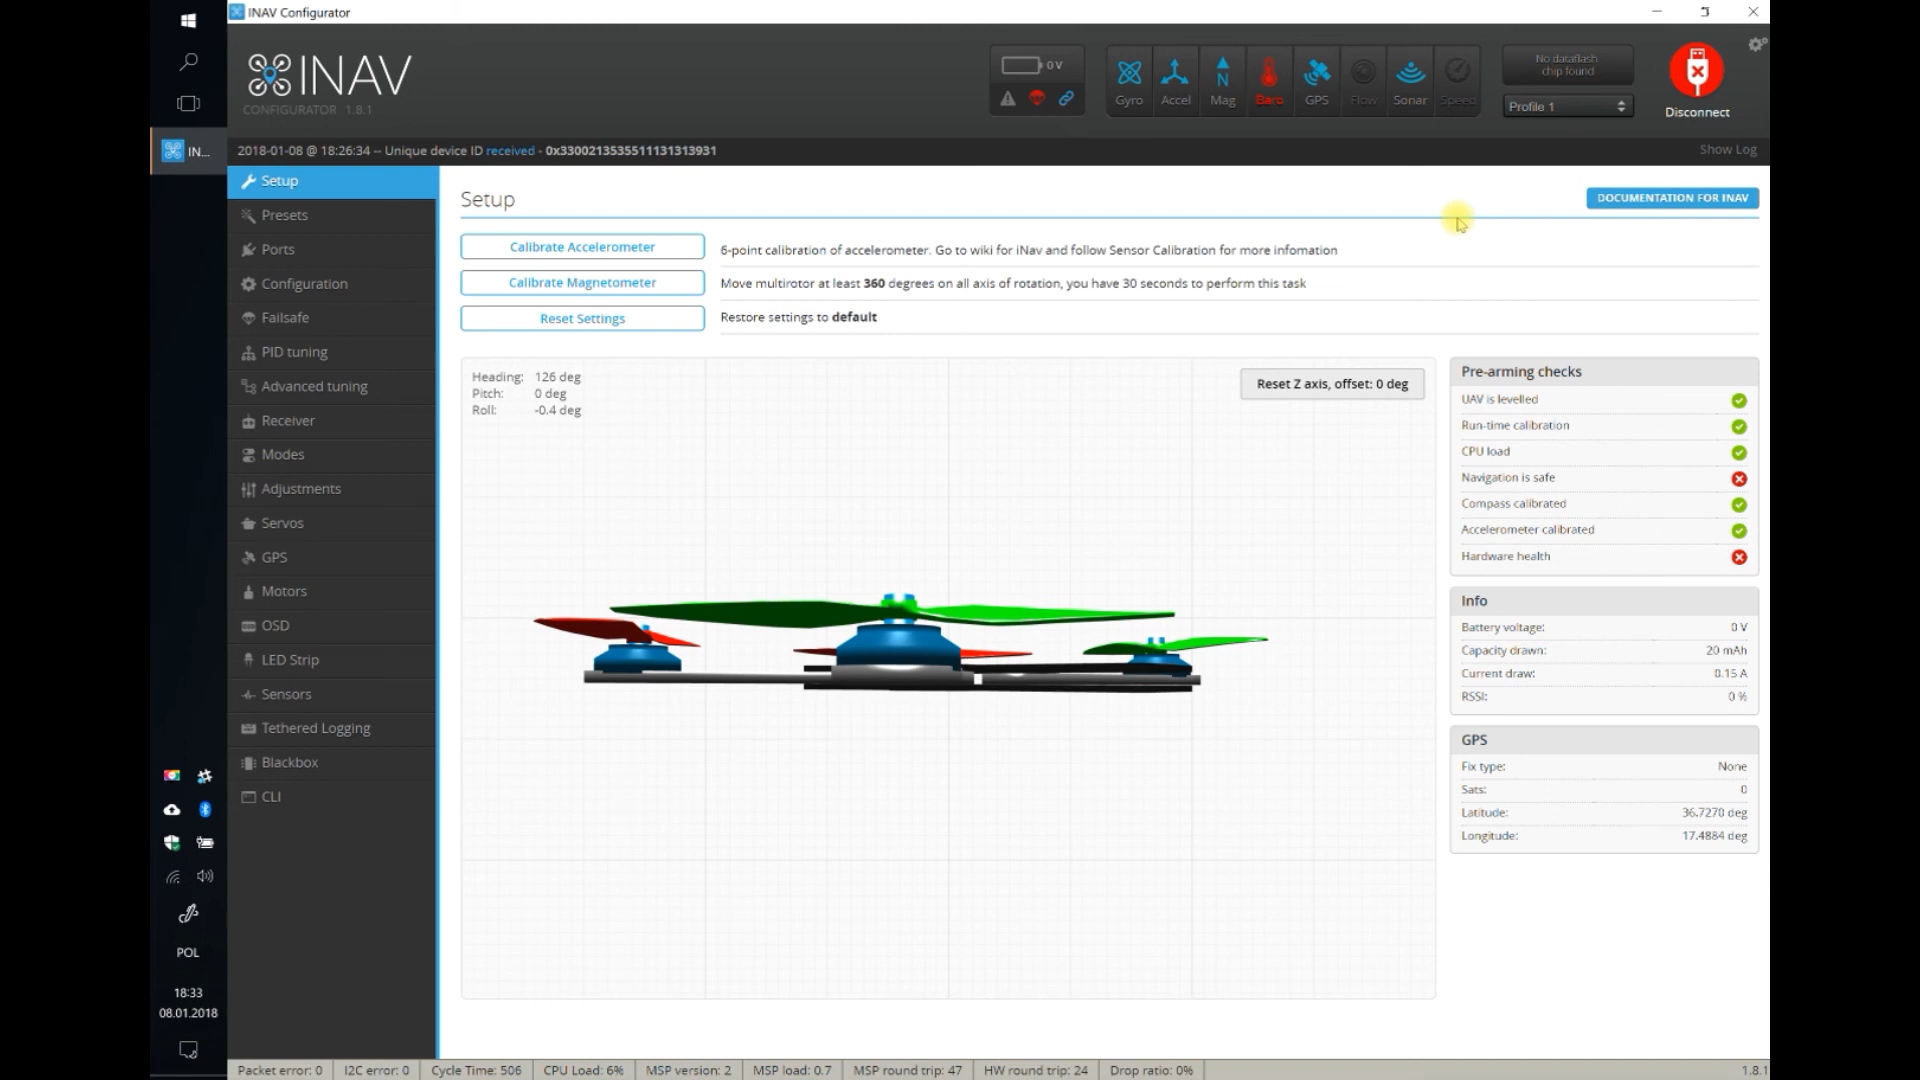 INAV Configurator
INAV
CONFIGURATOR 1.8.1
0 V
Gyro
Accel
Mag
Baro
GPS
Flow
Sonar
Speed
No dataflash
chip found
Profile 1
Disconnect
IN...
2018-01-08 @ 18:26:34 -- Unique device ID received - 0x3300213535511131313931
Show Log
Setup
Presets
Ports
Configuration
Failsafe
PID tuning
Advanced tuning
Receiver
Modes
Adjustments
Servos
GPS
Motors
OSD
LED Strip
Sensors
Tethered Logging
Blackbox
CLI
POL
18:33
08.01.2018
Setup
DOCUMENTATION FOR INAV
Calibrate Accelerometer
6-point calibration of accelerometer. Go to wiki for iNav and follow Sensor Calibration for more infomation
Calibrate Magnetometer
Move multirotor at least 360 degrees on all axis of rotation, you have 30 seconds to perform this task
Reset Settings
Restore settings to default
Heading: 126 deg
Pitch: 0 deg
Roll: -0.4 deg
Reset Z axis, offset: 0 deg
Pre-arming checks
UAV is levelled
Run-time calibration
CPU load
Navigation is safe
Compass calibrated
Accelerometer calibrated
Hardware health
Info
Battery voltage: 0 V
Capacity drawn: 20 mAh
Current draw: 0.15 A
RSSI: 0 %
GPS
Fix type: None
Sats: 0
Latitude: 36.7270 deg
Longitude: 17.4884 deg
Packet error: 0
I2C error: 0
Cycle Time: 506
CPU Load: 6%
MSP version: 2
MSP load: 0.7
MSP round trip: 47
HW round trip: 24
Drop ratio: 0%
1.8.1